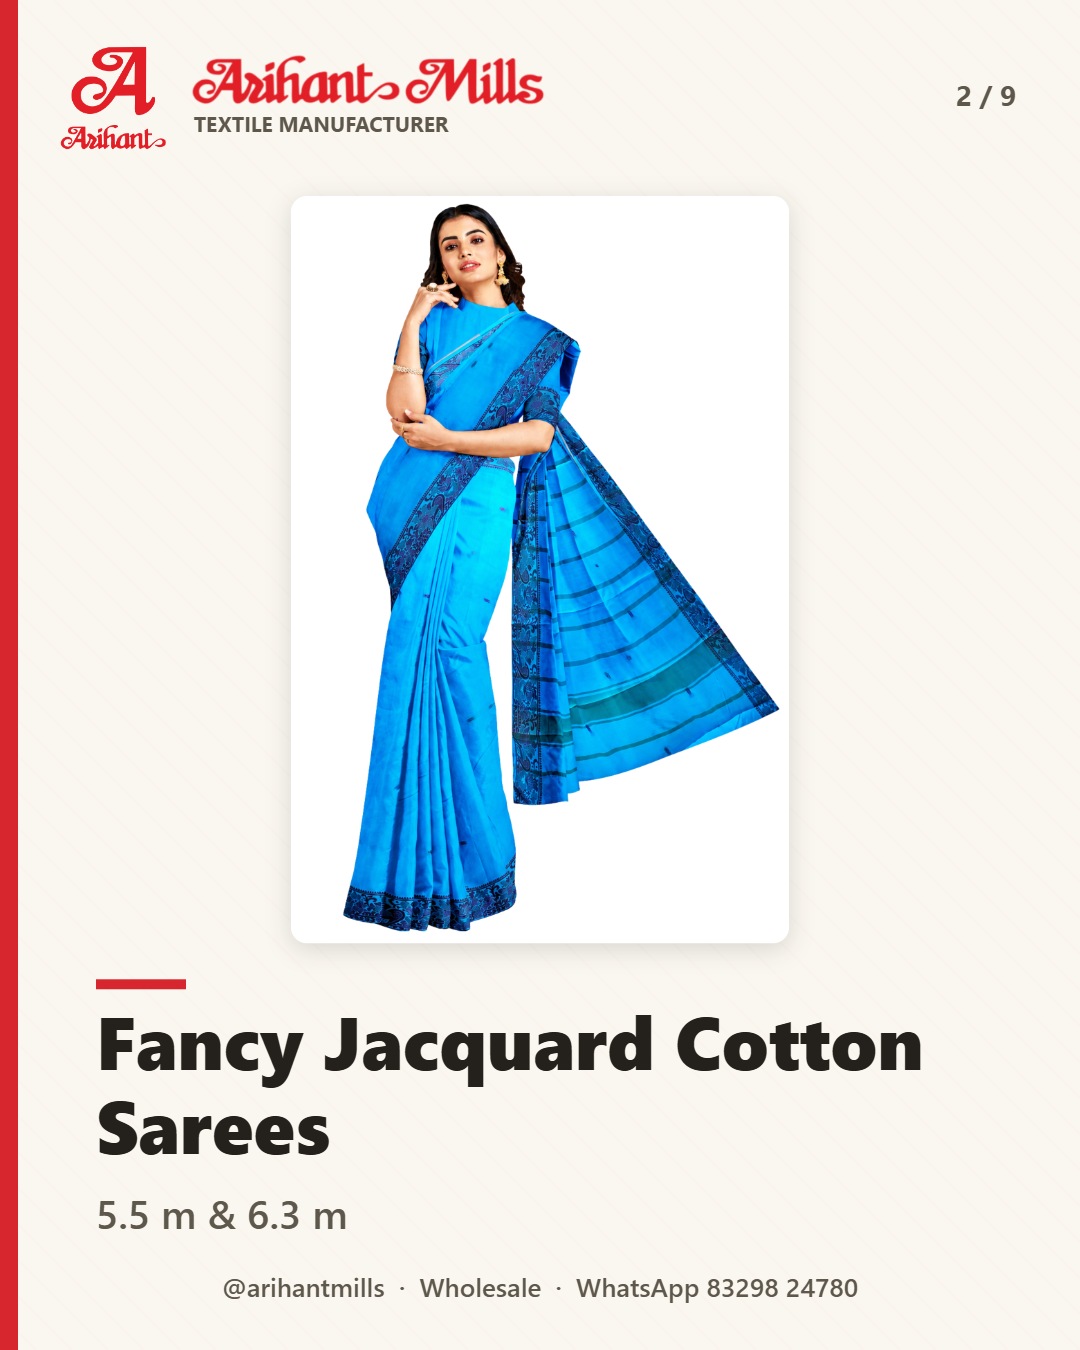 A
Arihant
Arihant Mills
TEXTILE MANUFACTURER
2 / 9
Fancy Jacquard Cotton
Sarees
5.5 m & 6.3 m
@arihantmills · Wholesale · WhatsApp 83298 24780